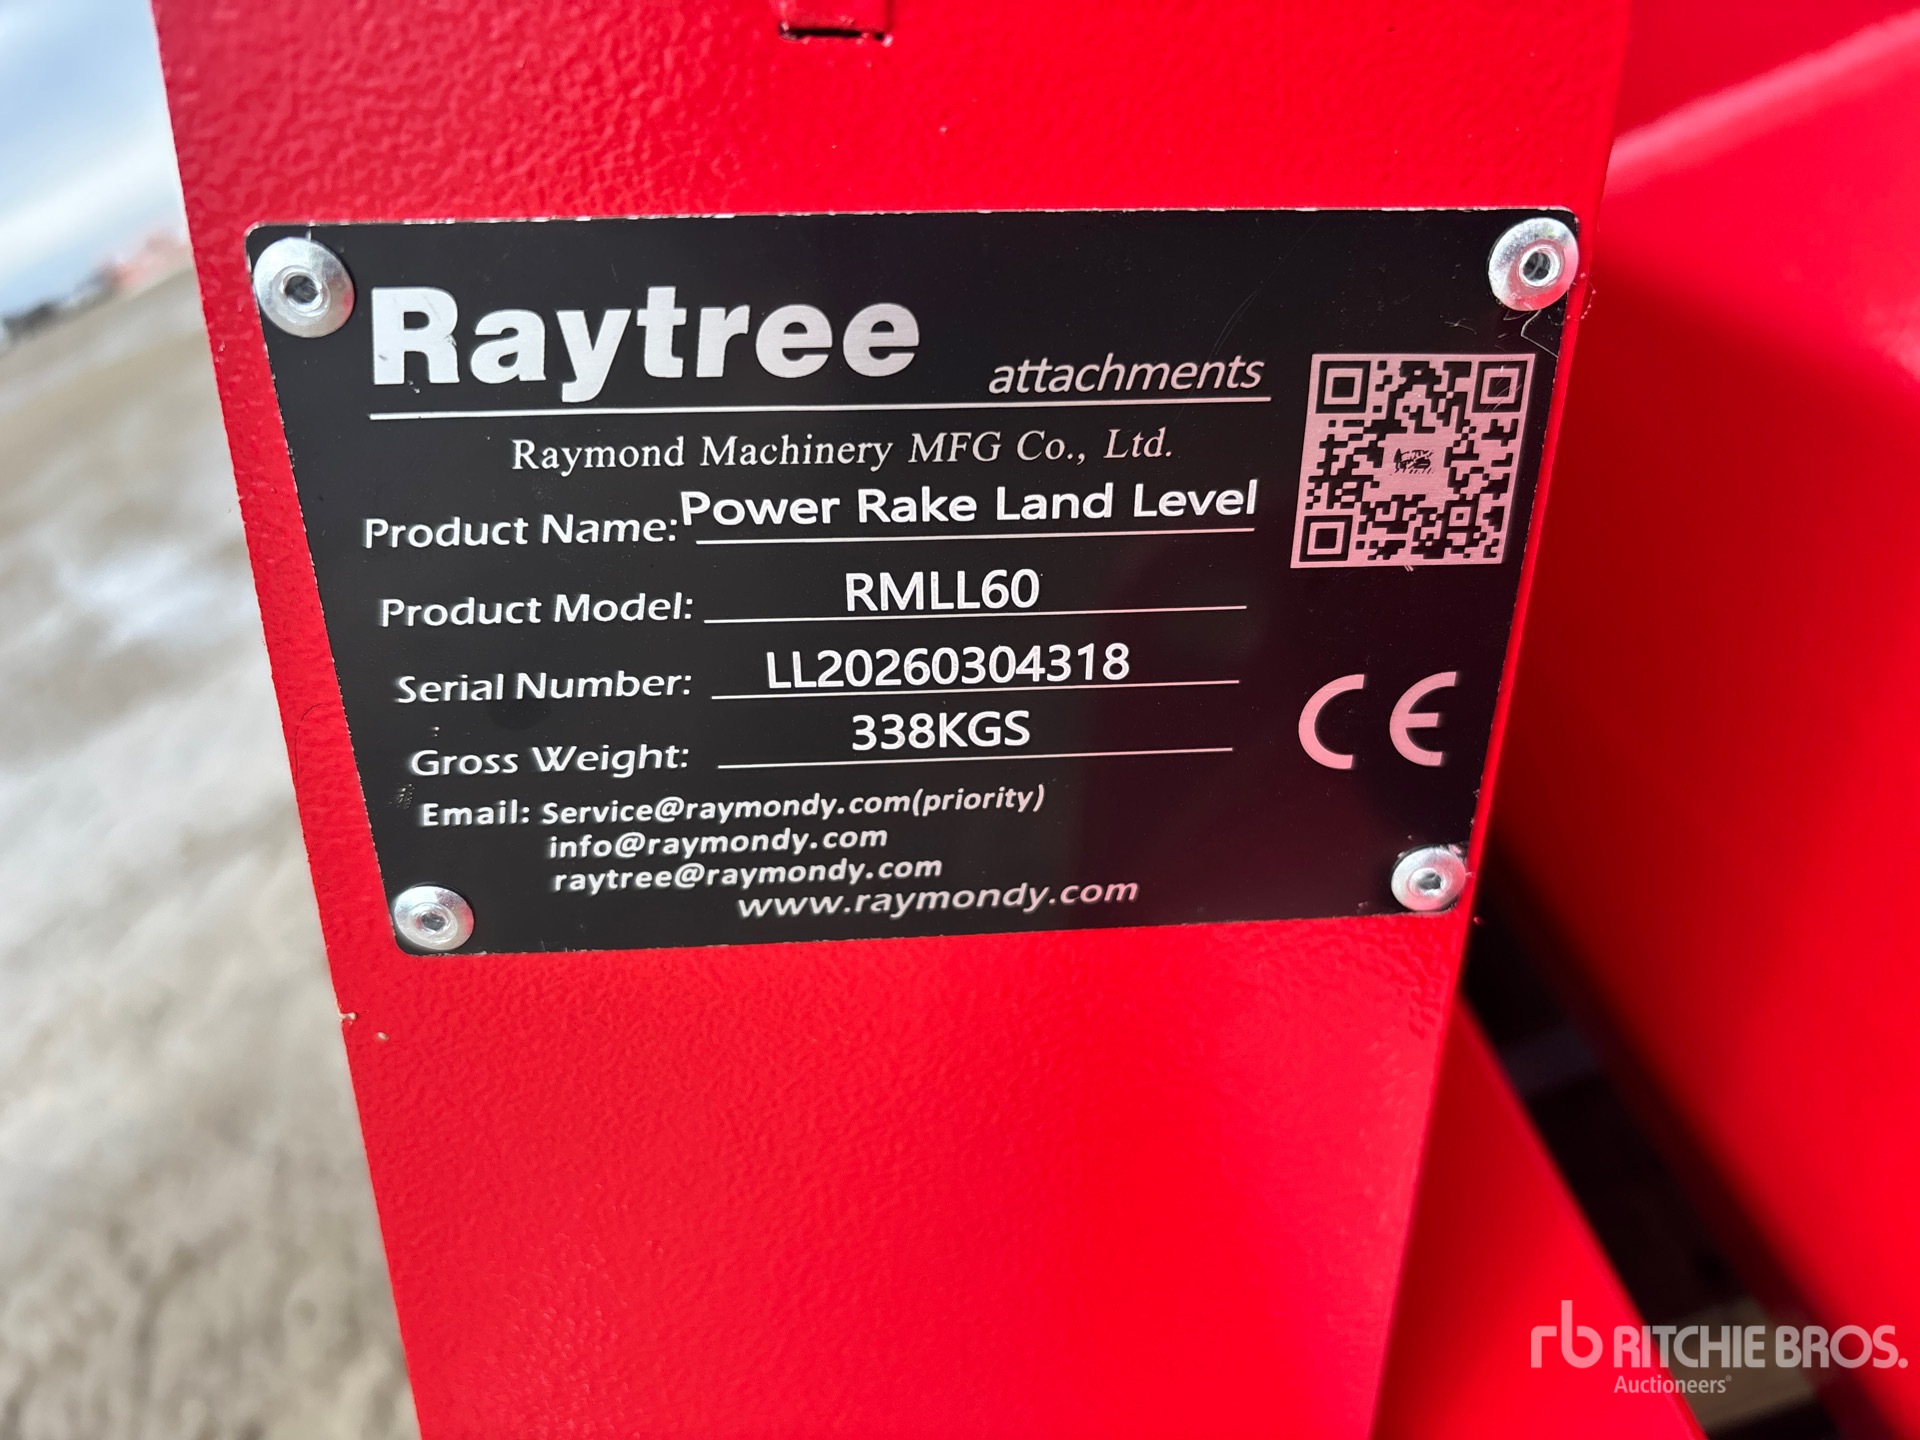 Raytree attachments
Raymond Machinery MFG Co., Ltd.
Product Name: Power Rake Land Level
Product Model: RMLL60
Serial Number: LL20260304318
Gross Weight: 338KGS
CE
Email: Service@raymondy.com(priority)
info@raymondy.com
raytree@raymondy.com
www.raymondy.com
rb RITCHIE BROS.
Auctioneers